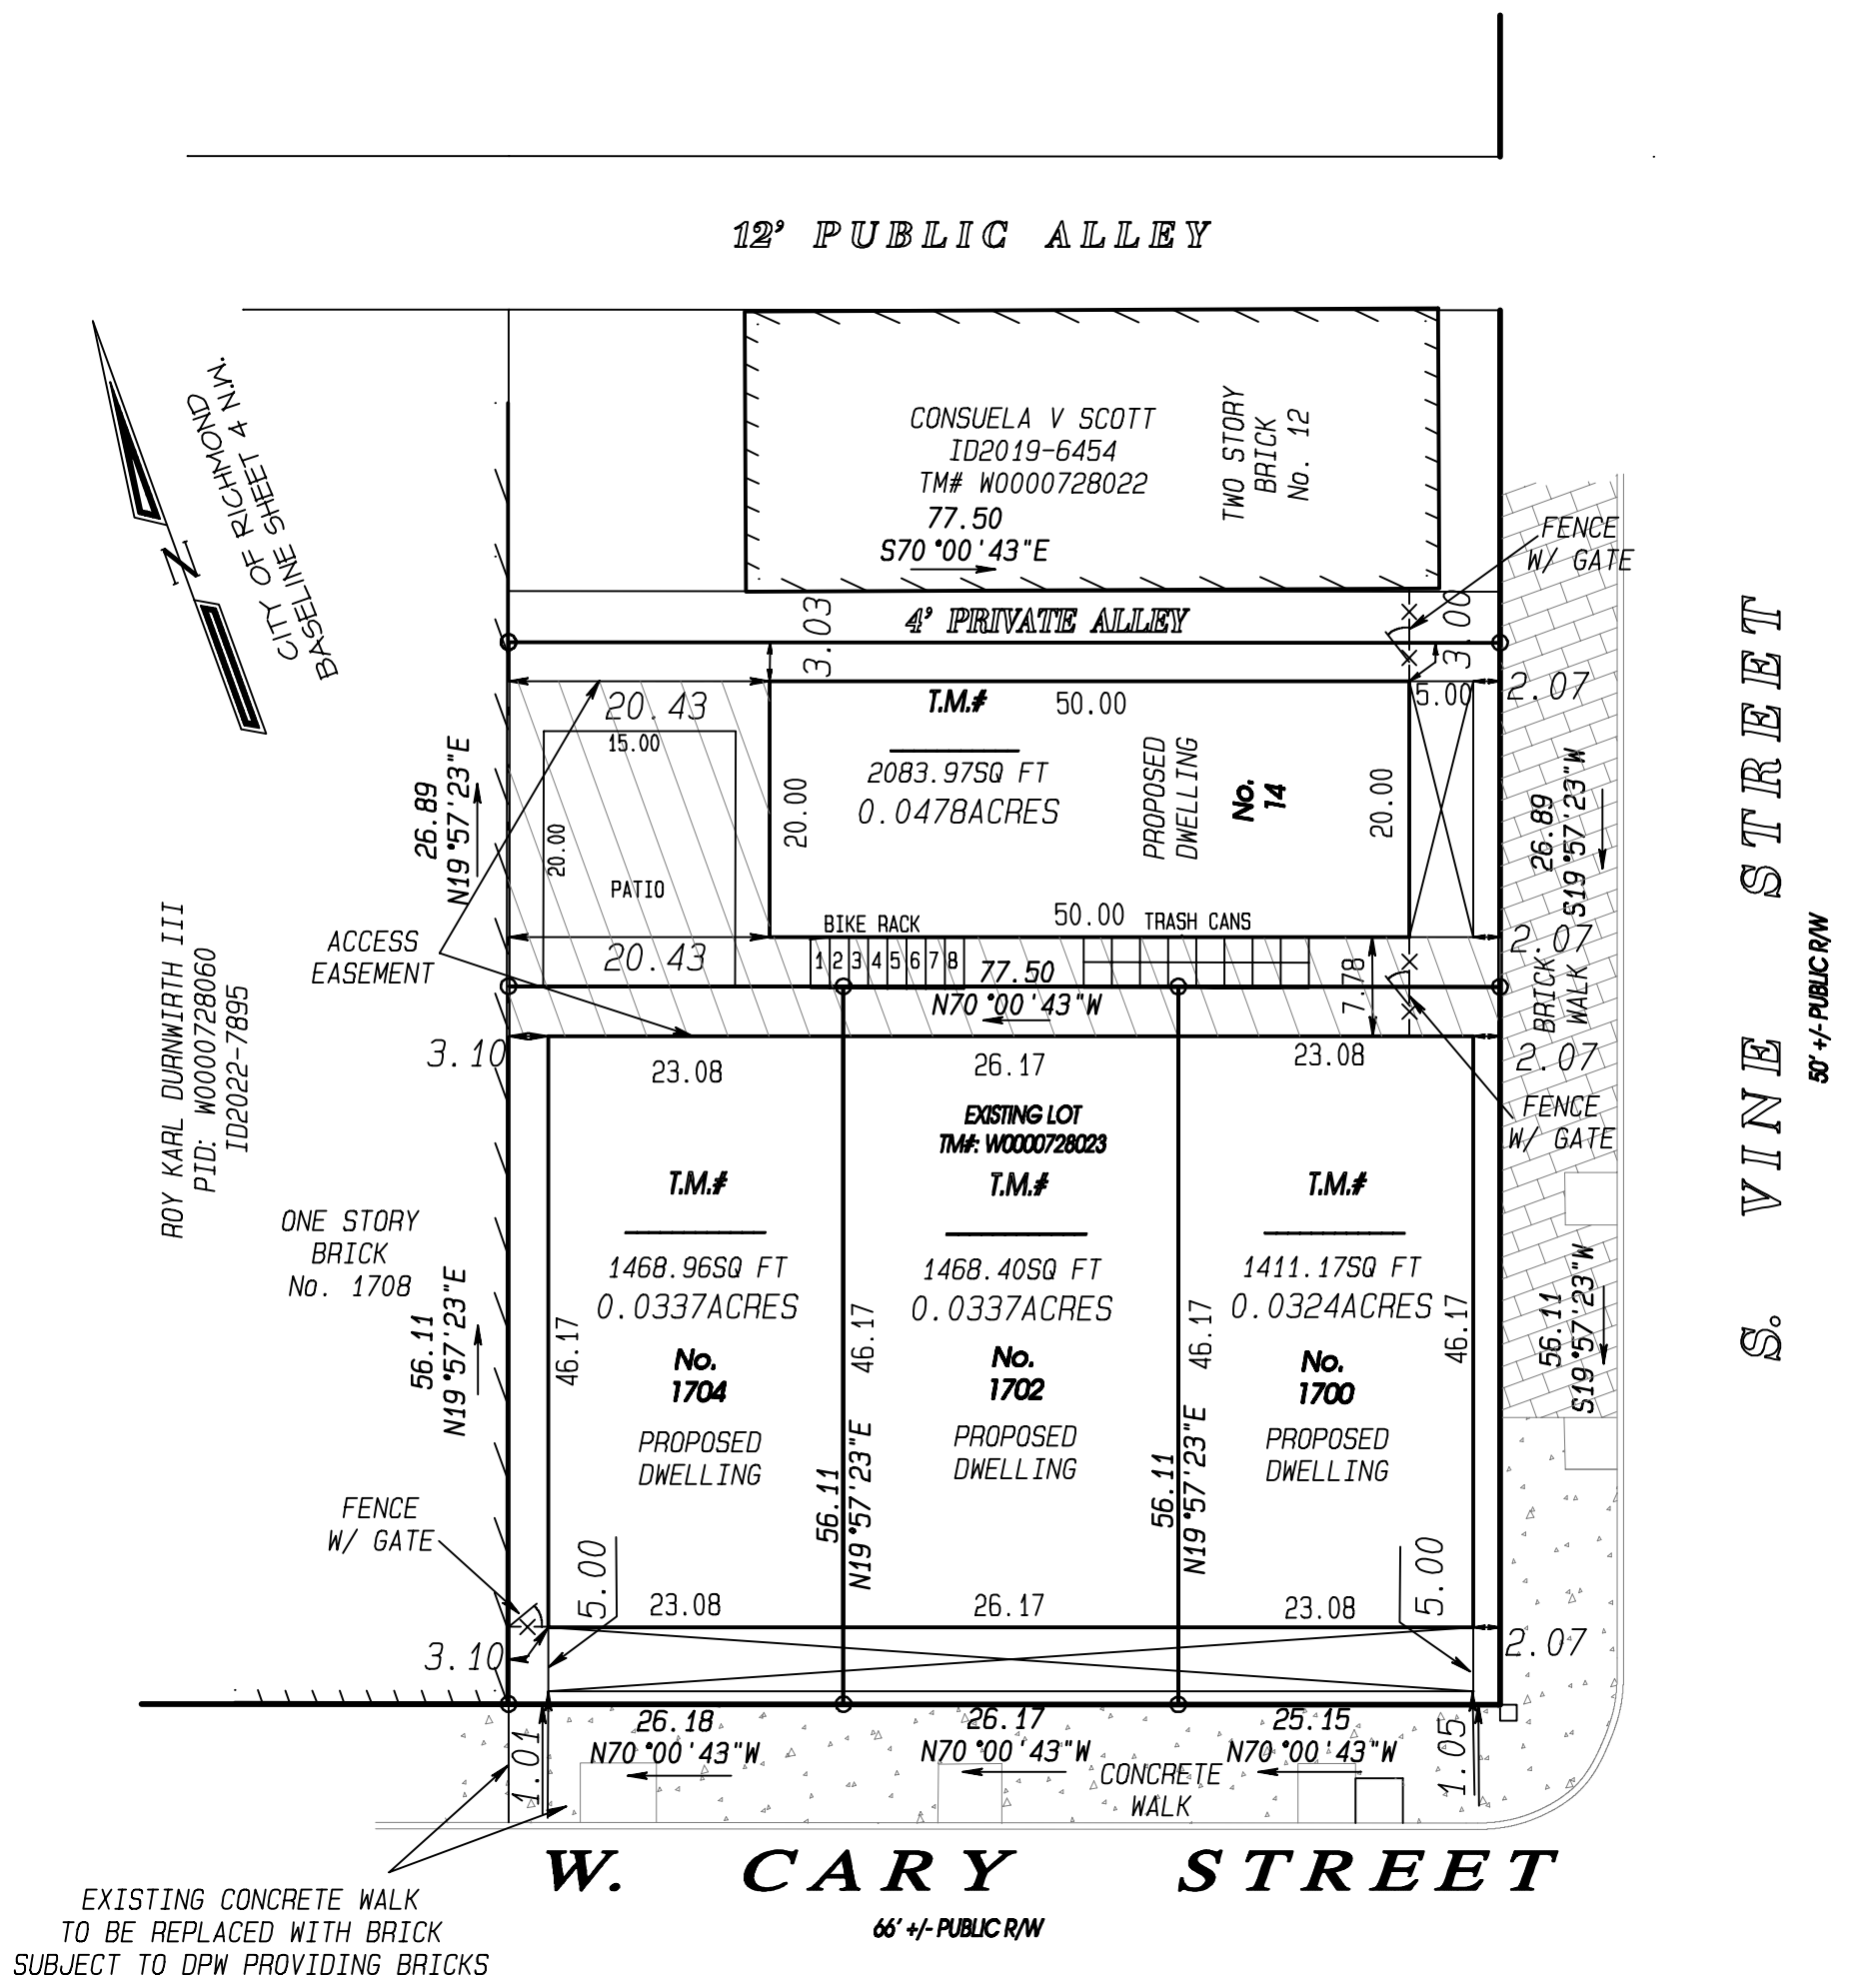 12' PUBLIC ALLEY
CITY OF RICHMOND
BASELINE SHEET 4 N.W.
N
CONSUELA V SCOTT
ID2019-6454
TM# W0000728022
77.50
S70°00'43"E
TWO STORY
BRICK
No. 12
FENCE
W/ GATE
4' PRIVATE ALLEY
3.03
3.00
20.43
15.00
T.M.#
50.00
5.00
2.07
26.89
N19°57'23"E
20.00
PATIO
20.00
2083.97SQ FT
0.0478ACRES
PROPOSED
DWELLING
No.
14
20.00
26.89
S19°57'23"W
BRICK
WALK
S. VINE STREET
50' +/- PUBLIC R/W
ACCESS
EASEMENT
20.43
BIKE RACK
1 2 3 4 5 6 7 8
50.00
TRASH CANS
2.07
77.50
N70°00'43"W
7.78
3.10
23.08
26.17
23.08
2.07
FENCE
W/ GATE
ROY KARL DURNWIRTH III
PID: W0000728060
ID2022-7895
ONE STORY
BRICK
No. 1708
EXISTING LOT
TM#: W0000728023
T.M.#
T.M.#
T.M.#
1468.96SQ FT
0.0337ACRES
1468.40SQ FT
0.0337ACRES
1411.17SQ FT
0.0324ACRES
56.11
N19°57'23"E
46.17
46.17
46.17
46.17
56.11
S19°57'23"W
No.
1704
No.
1702
No.
1700
PROPOSED
DWELLING
PROPOSED
DWELLING
PROPOSED
DWELLING
56.11
N19°57'23"E
56.11
N19°57'23"E
FENCE
W/ GATE
5.00
23.08
26.17
23.08
5.00
3.10
2.07
26.18
N70°00'43"W
26.17
N70°00'43"W
25.15
N70°00'43"W
1.01
1.05
CONCRETE
WALK
W. CARY STREET
66' +/- PUBLIC R/W
EXISTING CONCRETE WALK
TO BE REPLACED WITH BRICK
SUBJECT TO DPW PROVIDING BRICKS